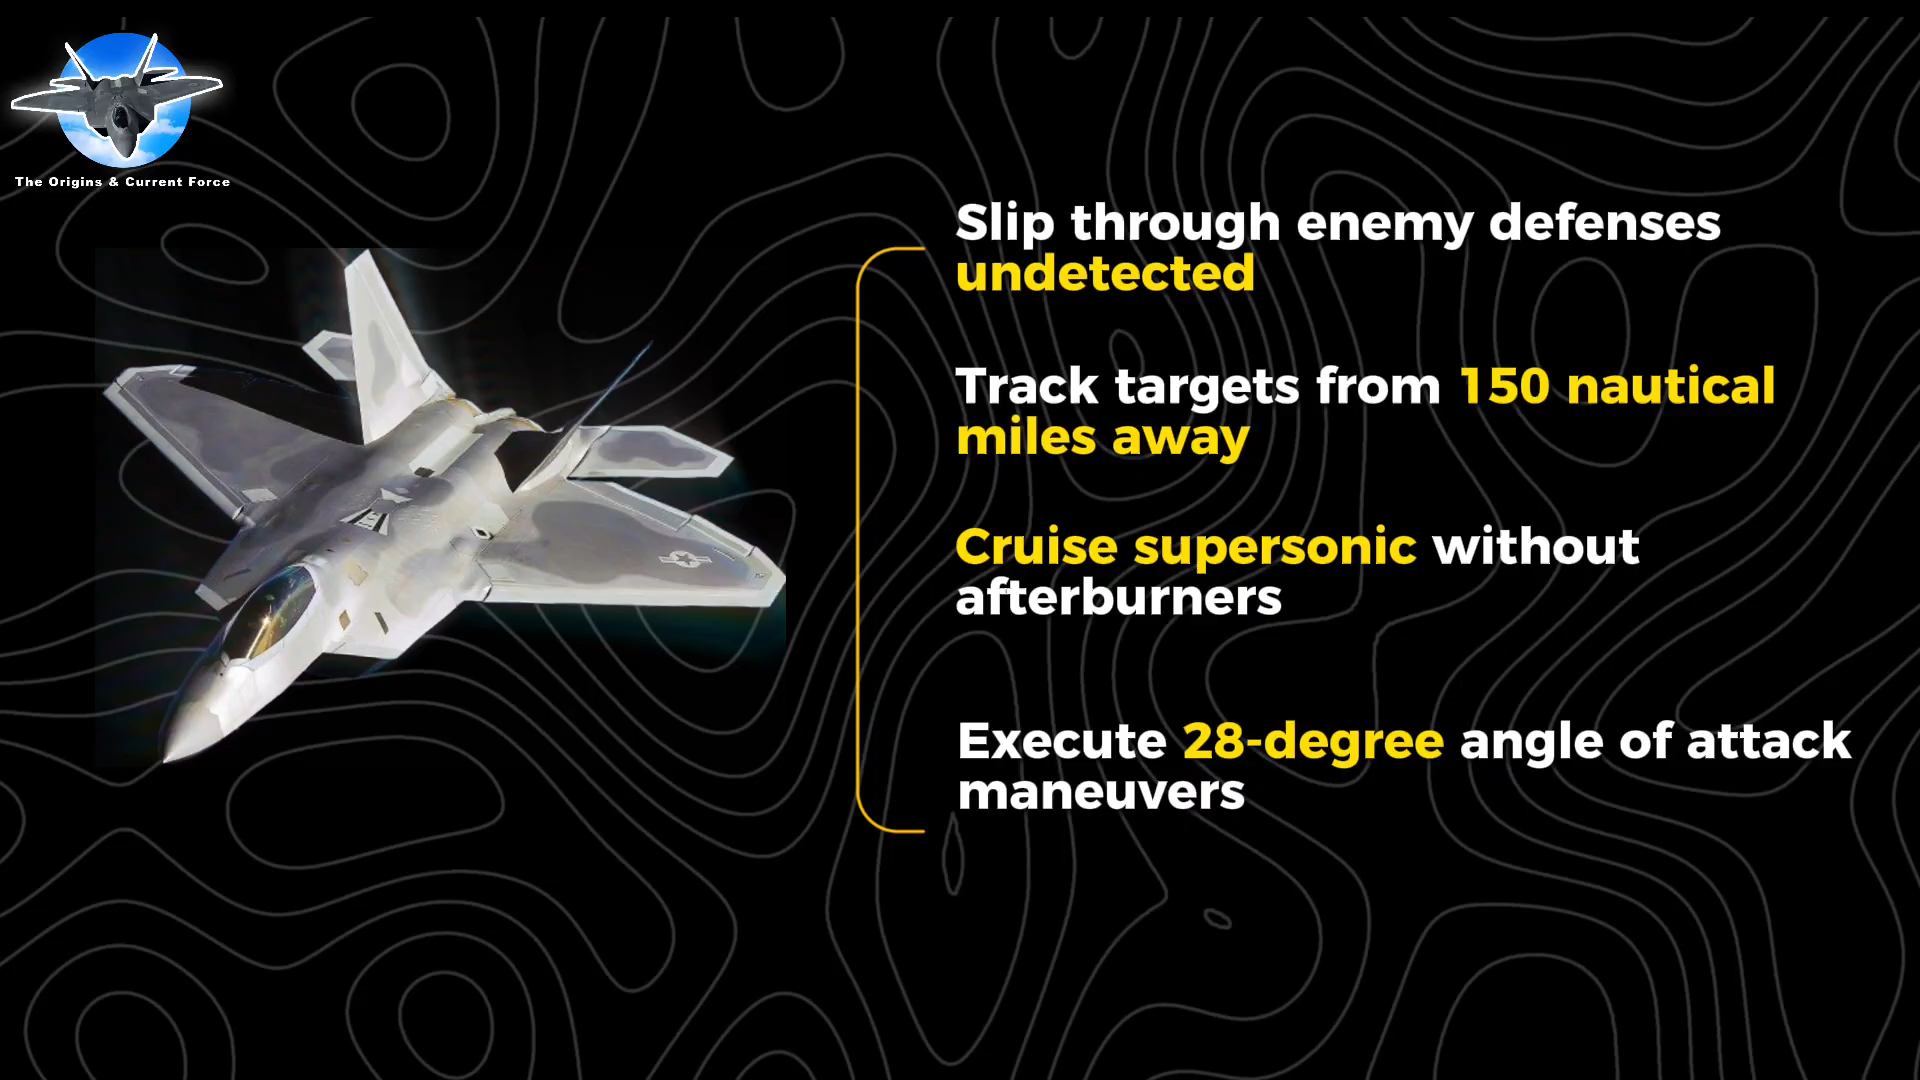 The Origins & Current Force
Slip through enemy defenses
undetected
Track targets from 150 nautical
miles away
Cruise supersonic without
afterburners
Execute 28-degree angle of attack
maneuvers